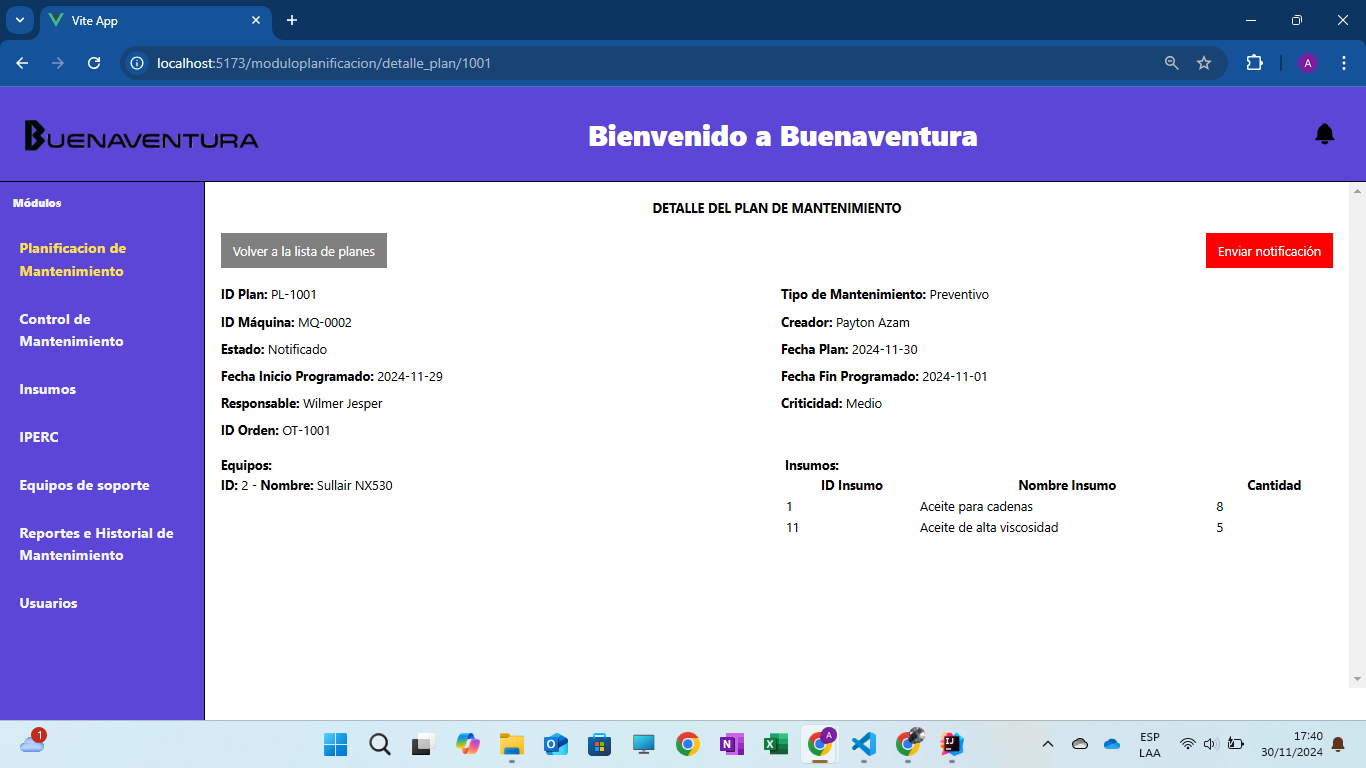 Vite App
localhost:5173/moduloplanificacion/detalle_plan/1001
A
BUENAVENTURA
Bienvenido a Buenaventura
Módulos
Planificacion de
Mantenimiento
Control de
Mantenimiento
Insumos
IPERC
Equipos de soporte
Reportes e Historial de
Mantenimiento
Usuarios
DETALLE DEL PLAN DE MANTENIMIENTO
Volver a la lista de planes
Enviar notificación
ID Plan: PL-1001
Tipo de Mantenimiento: Preventivo
ID Máquina: MQ-0002
Creador: Payton Azam
Estado: Notificado
Fecha Plan: 2024-11-30
Fecha Inicio Programado: 2024-11-29
Fecha Fin Programado: 2024-11-01
Responsable: Wilmer Jesper
Criticidad: Medio
ID Orden: OT-1001
Equipos:
ID: 2 - Nombre: Sullair NX530
Insumos:
ID Insumo Nombre Insumo Cantidad
1 Aceite para cadenas 8
11 Aceite de alta viscosidad 5
1
A
ESP
LAA
17:40
30/11/2024